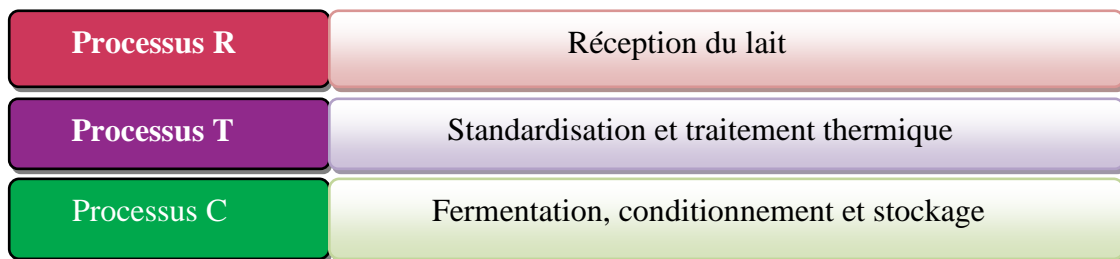 Processus R Réception du lait
Processus T Standardisation et traitement thermique
Processus C Fermentation, conditionnement et stockage